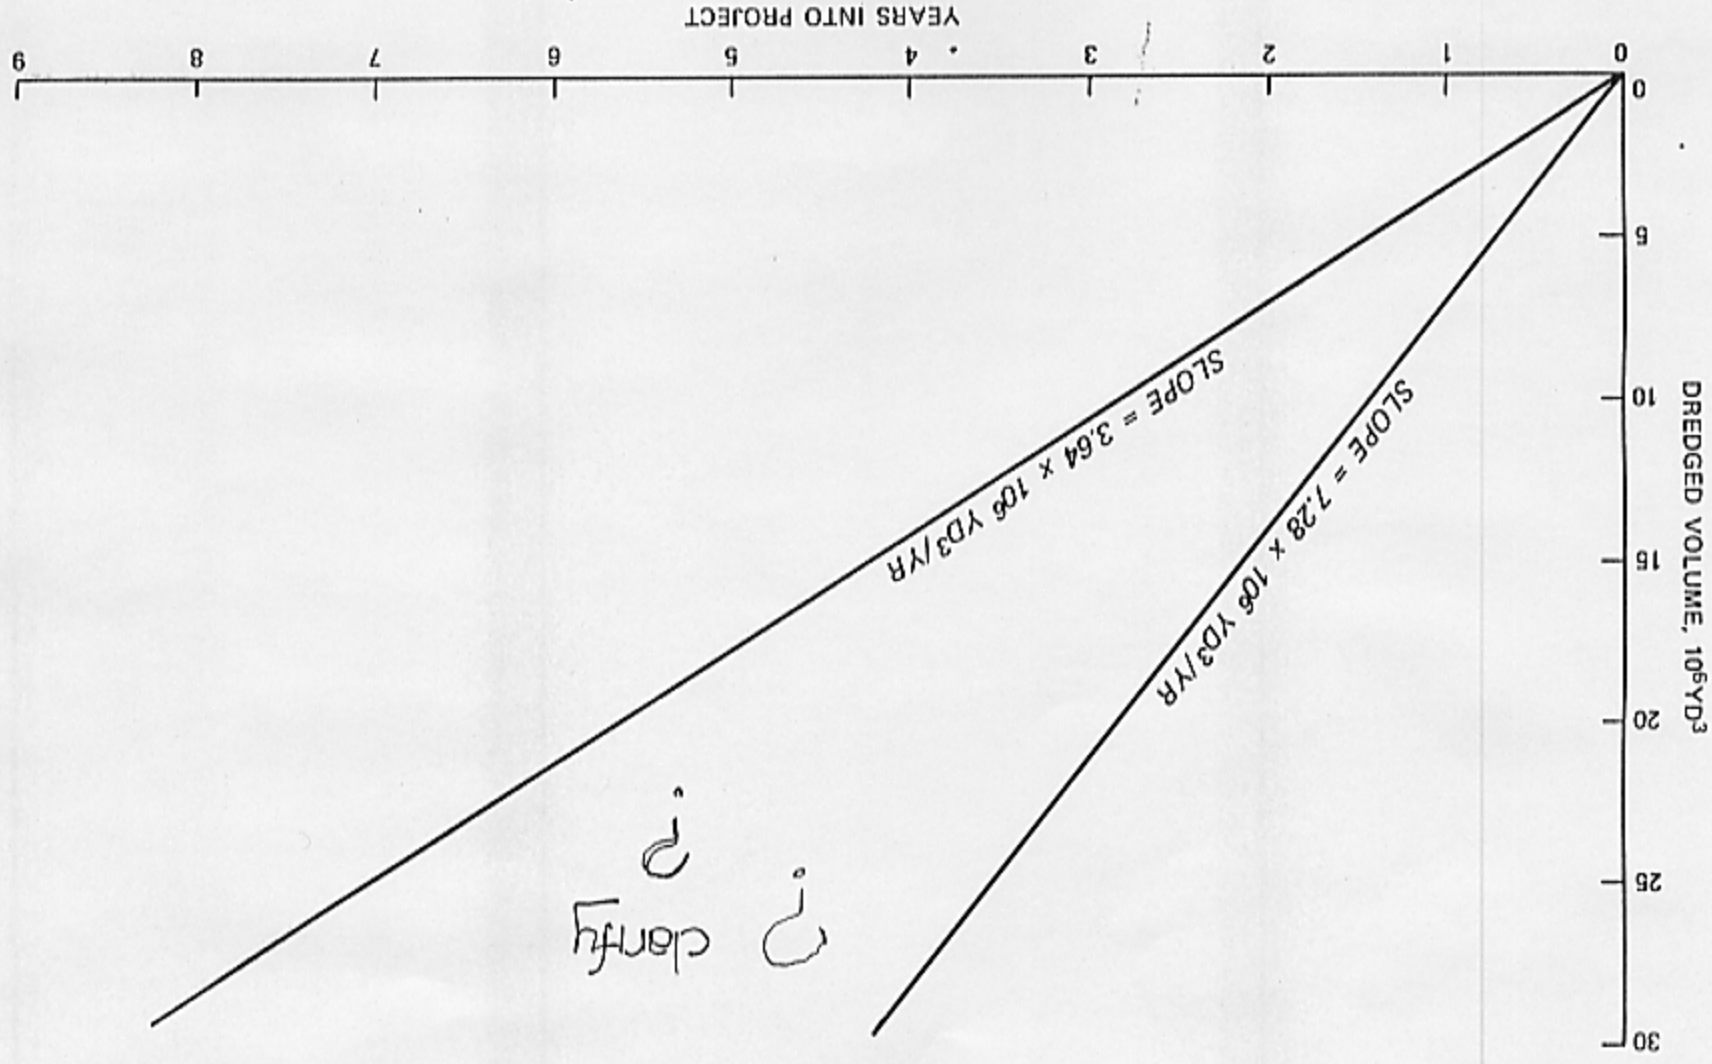 DREDGED VOLUME, 10⁶YD³
30
25
20
15
10
5
0
? clarify
?
SLOPE = 7.28 × 10⁶ YD³/YR
SLOPE = 3.64 × 10⁶ YD³/YR
0 1 2 3 4 5 6 7 8 9
YEARS INTO PROJECT